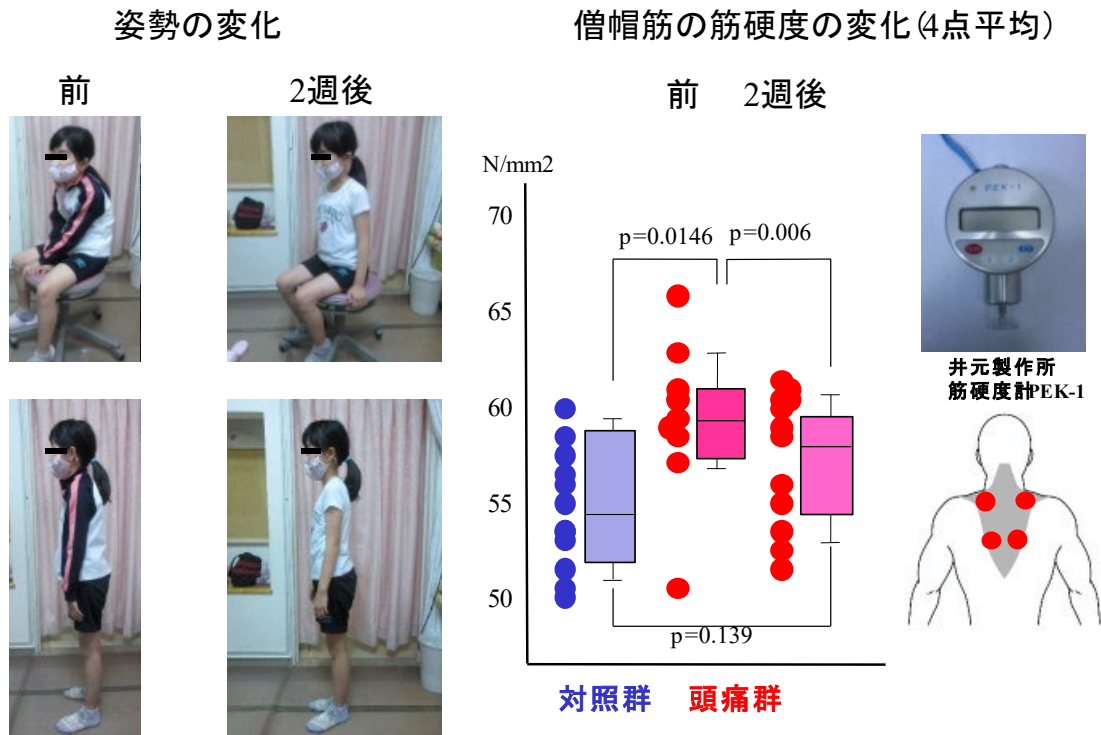 姿勢の変化
僧帽筋の筋硬度の変化(4点平均)
前
2週後
前
2週後
N/mm2
70
65
60
55
50
p=0.0146
p=0.006
p=0.139
対照群
頭痛群
PEK-1
井元製作所
筋硬度計PEK-1